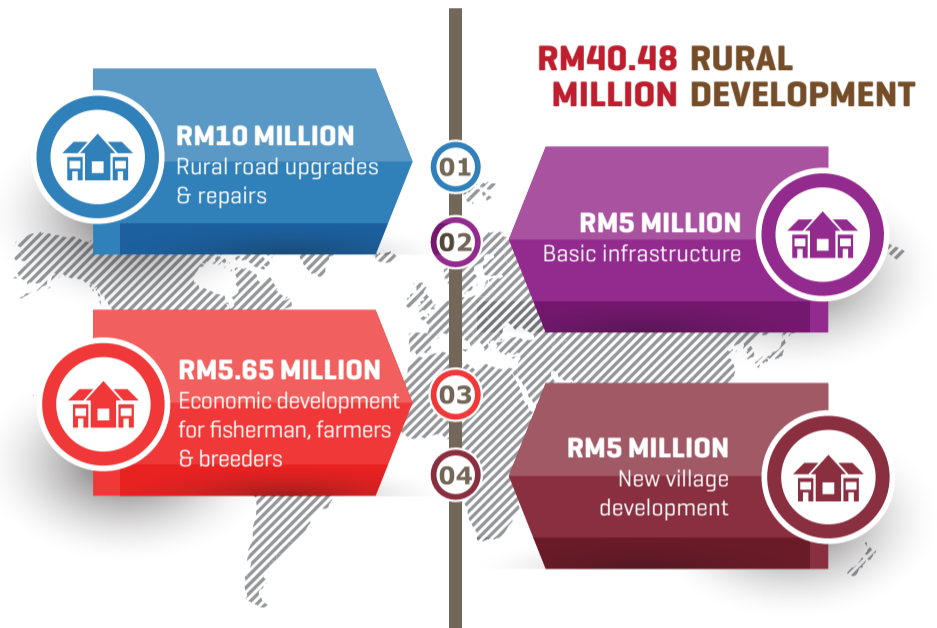 RM40.48 RURAL
MILLION DEVELOPMENT
01
RM10 MILLION
Rural road upgrades
& repairs
02
RM5 MILLION
Basic infrastructure
03
RM5.65 MILLION
Economic development
for fisherman, farmers
& breeders
04
RM5 MILLION
New village
development